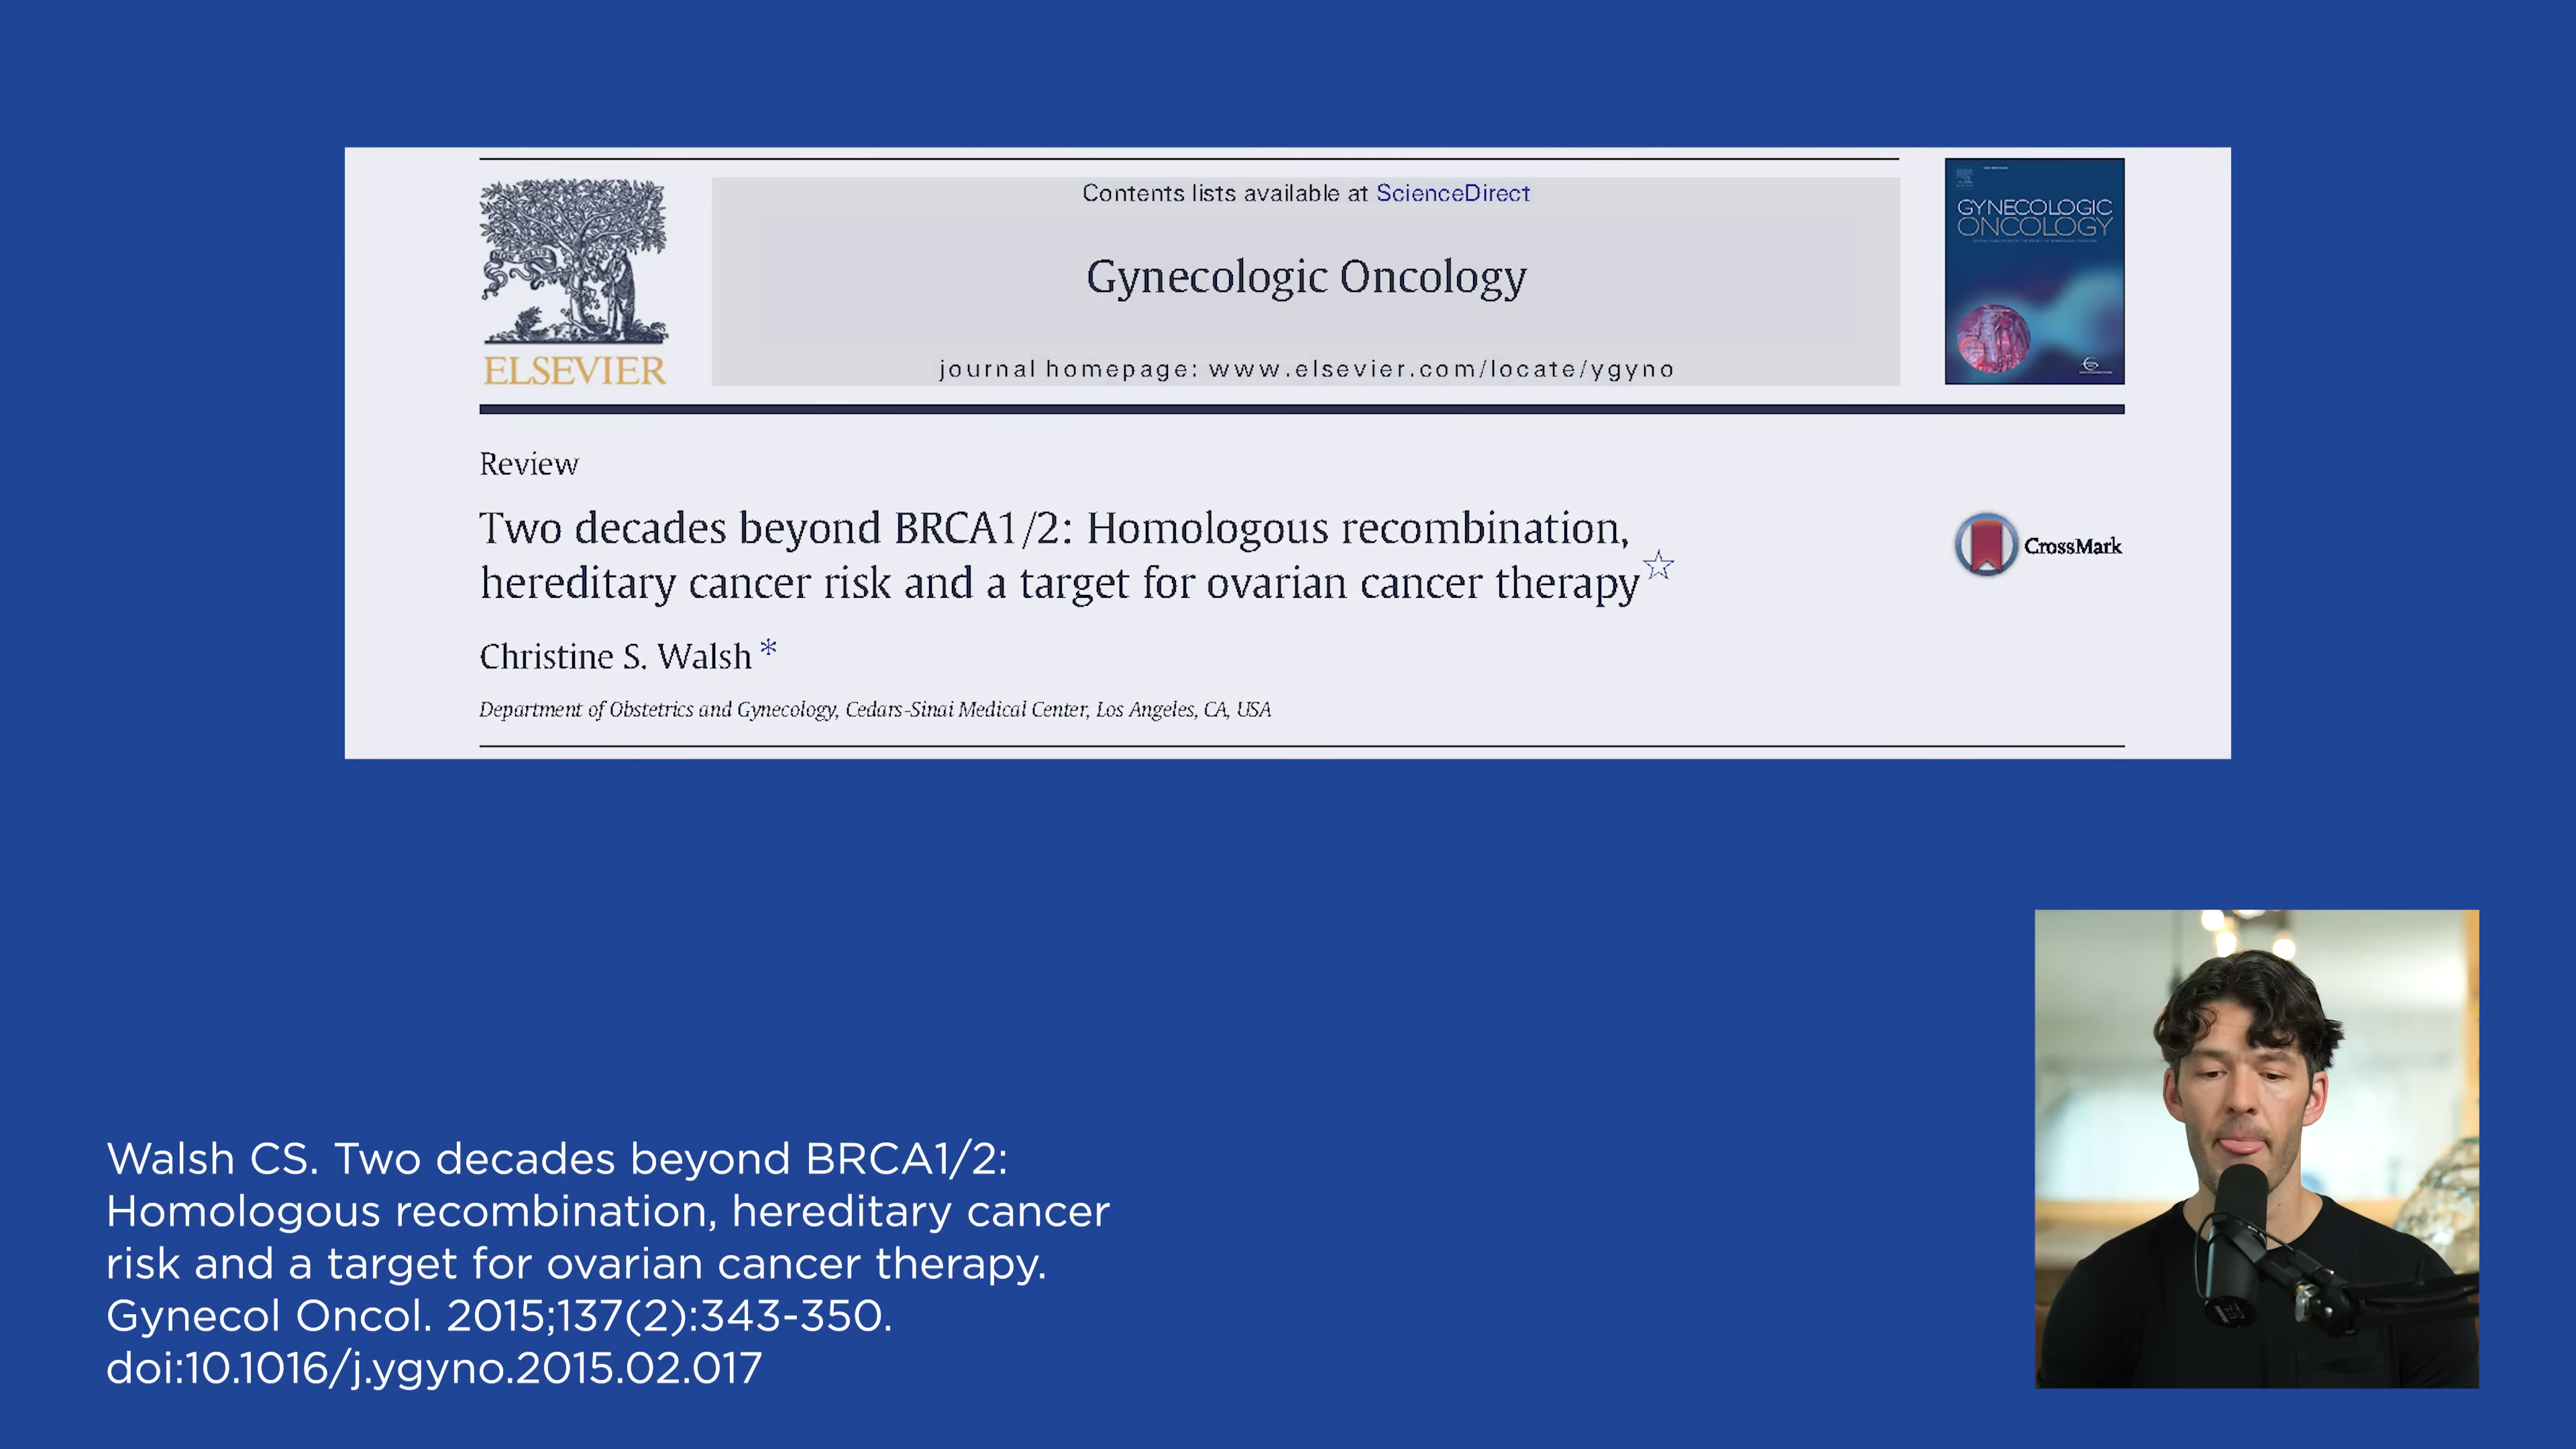 Contents lists available at ScienceDirect
Gynecologic Oncology
journal homepage: www.elsevier.com/locate/ygyno
ELSEVIER
GYNECOLOGIC
ONCOLOGY
Review
Two decades beyond BRCA1/2: Homologous recombination,
hereditary cancer risk and a target for ovarian cancer therapy☆
CrossMark
Christine S. Walsh *
Department of Obstetrics and Gynecology, Cedars-Sinai Medical Center, Los Angeles, CA, USA
Walsh CS. Two decades beyond BRCA1/2:
Homologous recombination, hereditary cancer
risk and a target for ovarian cancer therapy.
Gynecol Oncol. 2015;137(2):343-350.
doi:10.1016/j.ygyno.2015.02.017